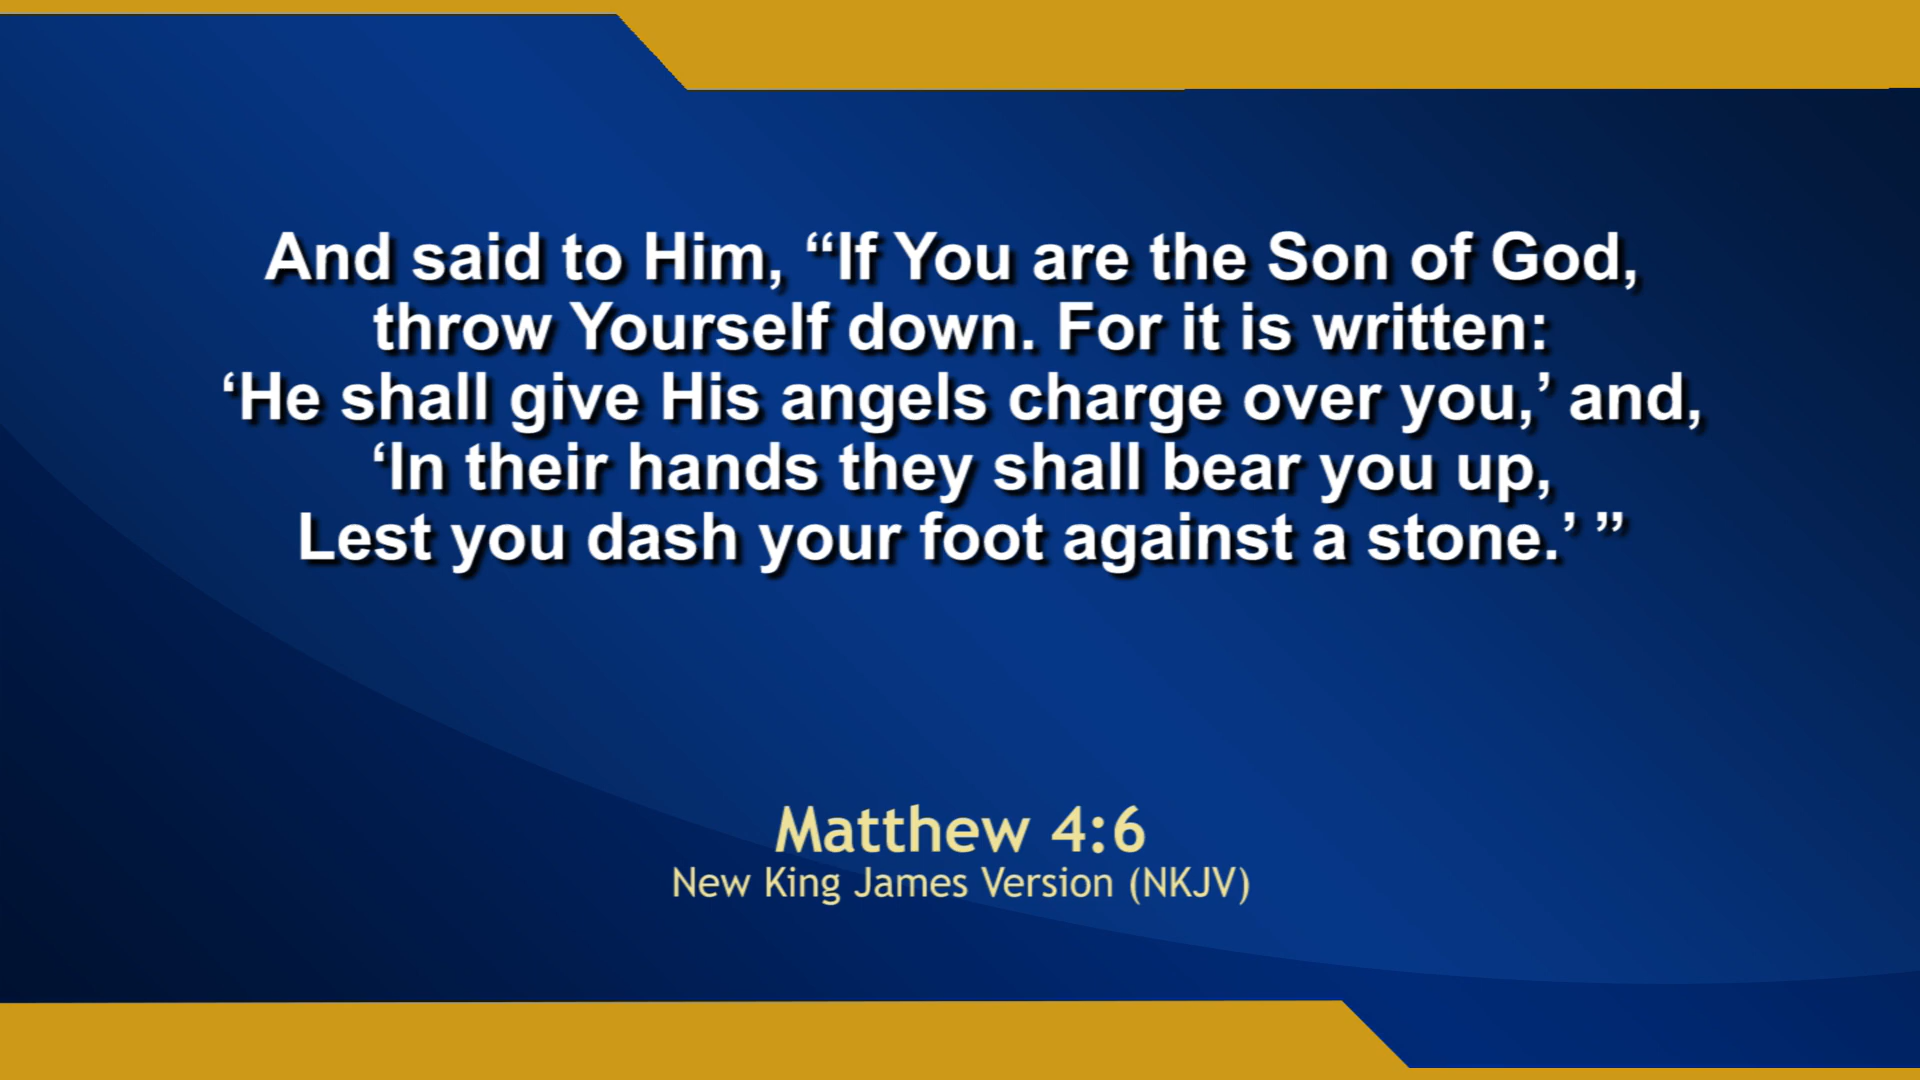 And said to Him, “If You are the Son of God,
throw Yourself down. For it is written:
‘He shall give His angels charge over you,’ and,
‘In their hands they shall bear you up,
Lest you dash your foot against a stone.’ ”
Matthew 4:6
New King James Version (NKJV)